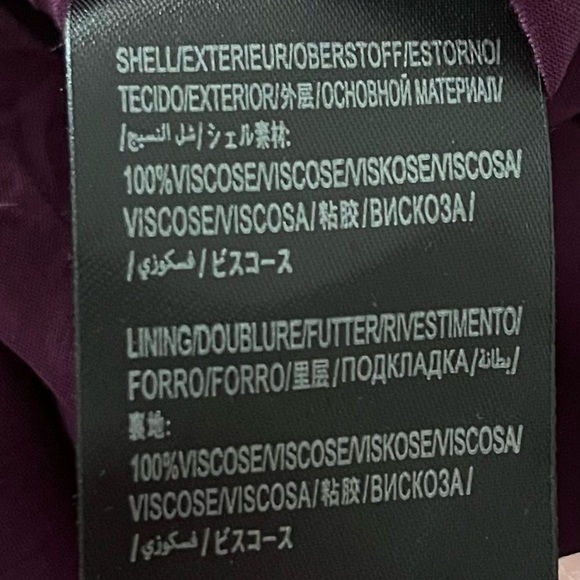 SHELL/EXTERIEUR/OBERSTOFF/ESTORNO/
TECIDO/EXTERIOR/外层/ОСНОВНОЙ МАТЕРИАЛ/
/شل النسيج/シェル素材:
100%VISCOSE/VISCOSE/VISKOSE/VISCOSA/
VISCOSE/VISCOSA/粘胶/ВИСКОЗА/
/فسكوزي/ビスコース
LINING/DOUBLURE/FUTTER/RIVESTIMENTO/
FORRO/FORRO/里层/ПОДКЛАДКА/بطانة/
裏地:
100%VISCOSE/VISCOSE/VISKOSE/VISCOSA/
VISCOSE/VISCOSA/粘胶/ВИСКОЗА/
/فسكوزي/ビスコース